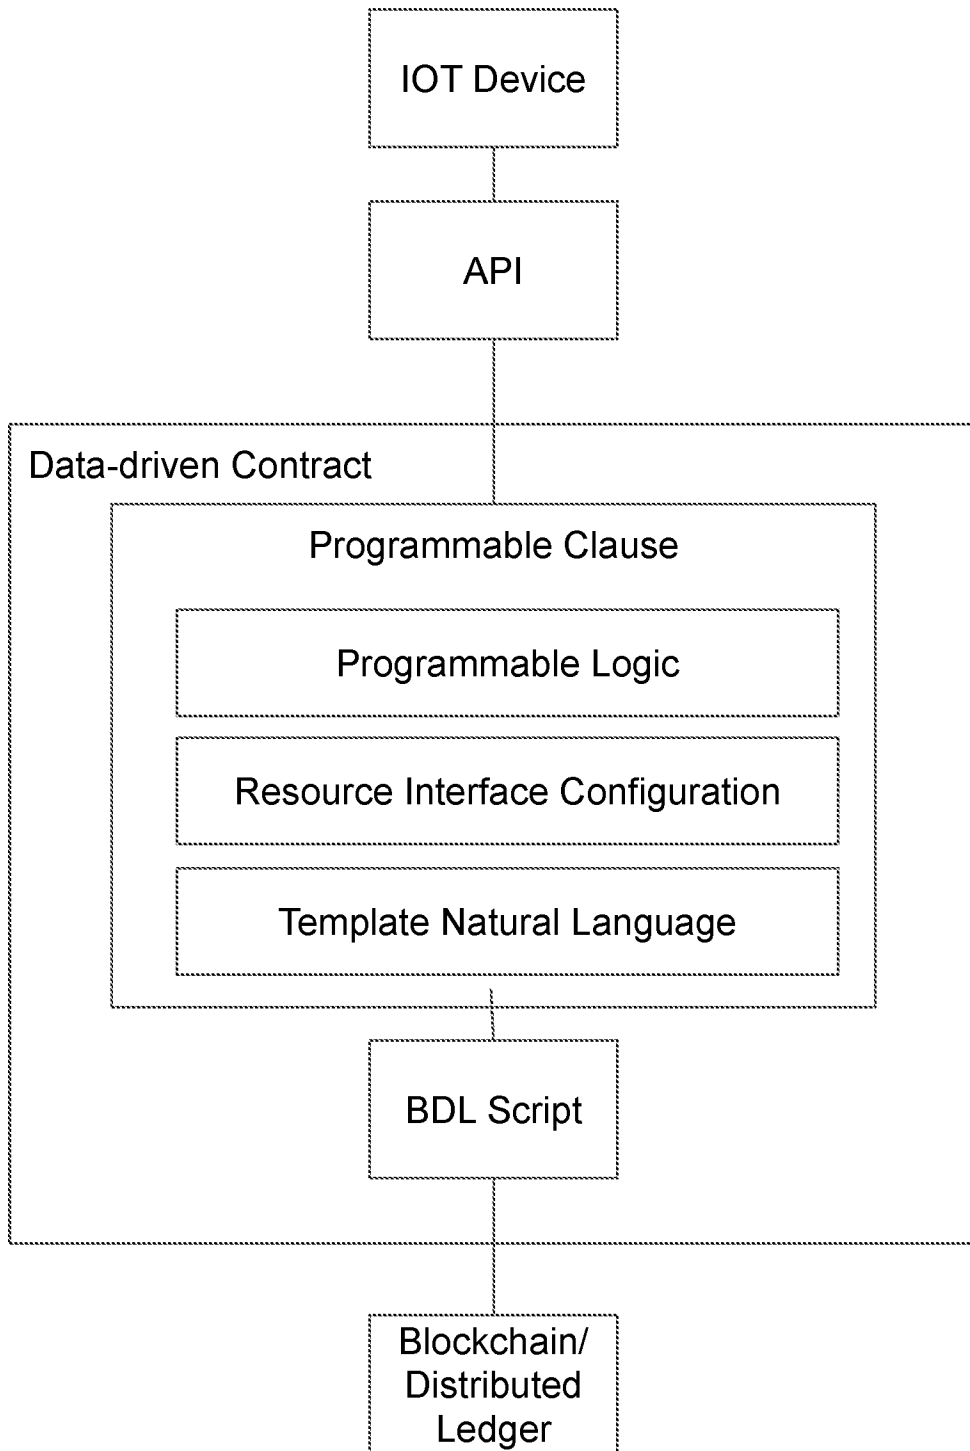 IOT Device
API
Data-driven Contract
Programmable Clause
Programmable Logic
Resource Interface Configuration
Template Natural Language
BDL Script
Blockchain/
Distributed
Ledger